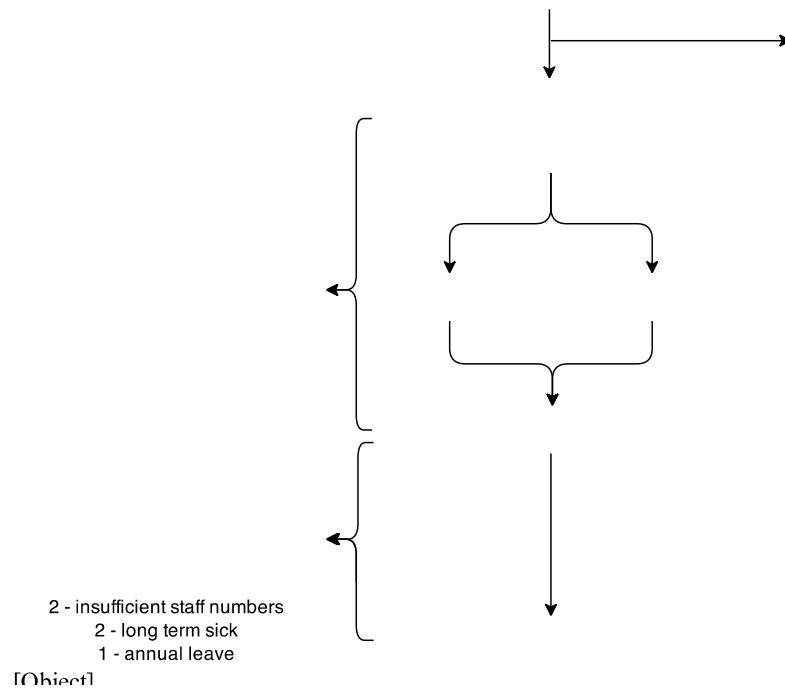 2 - insufficient staff numbers
2 - long term sick
1 - annual leave
[Object]